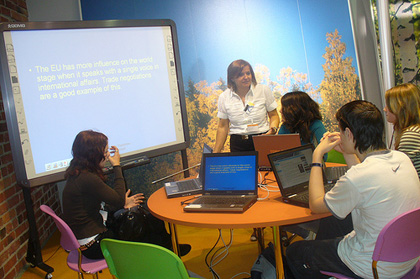 • The EU has more influence on the world
stage when it speaks with a single voice in
international affairs. Trade negotiations
are a good example of this.